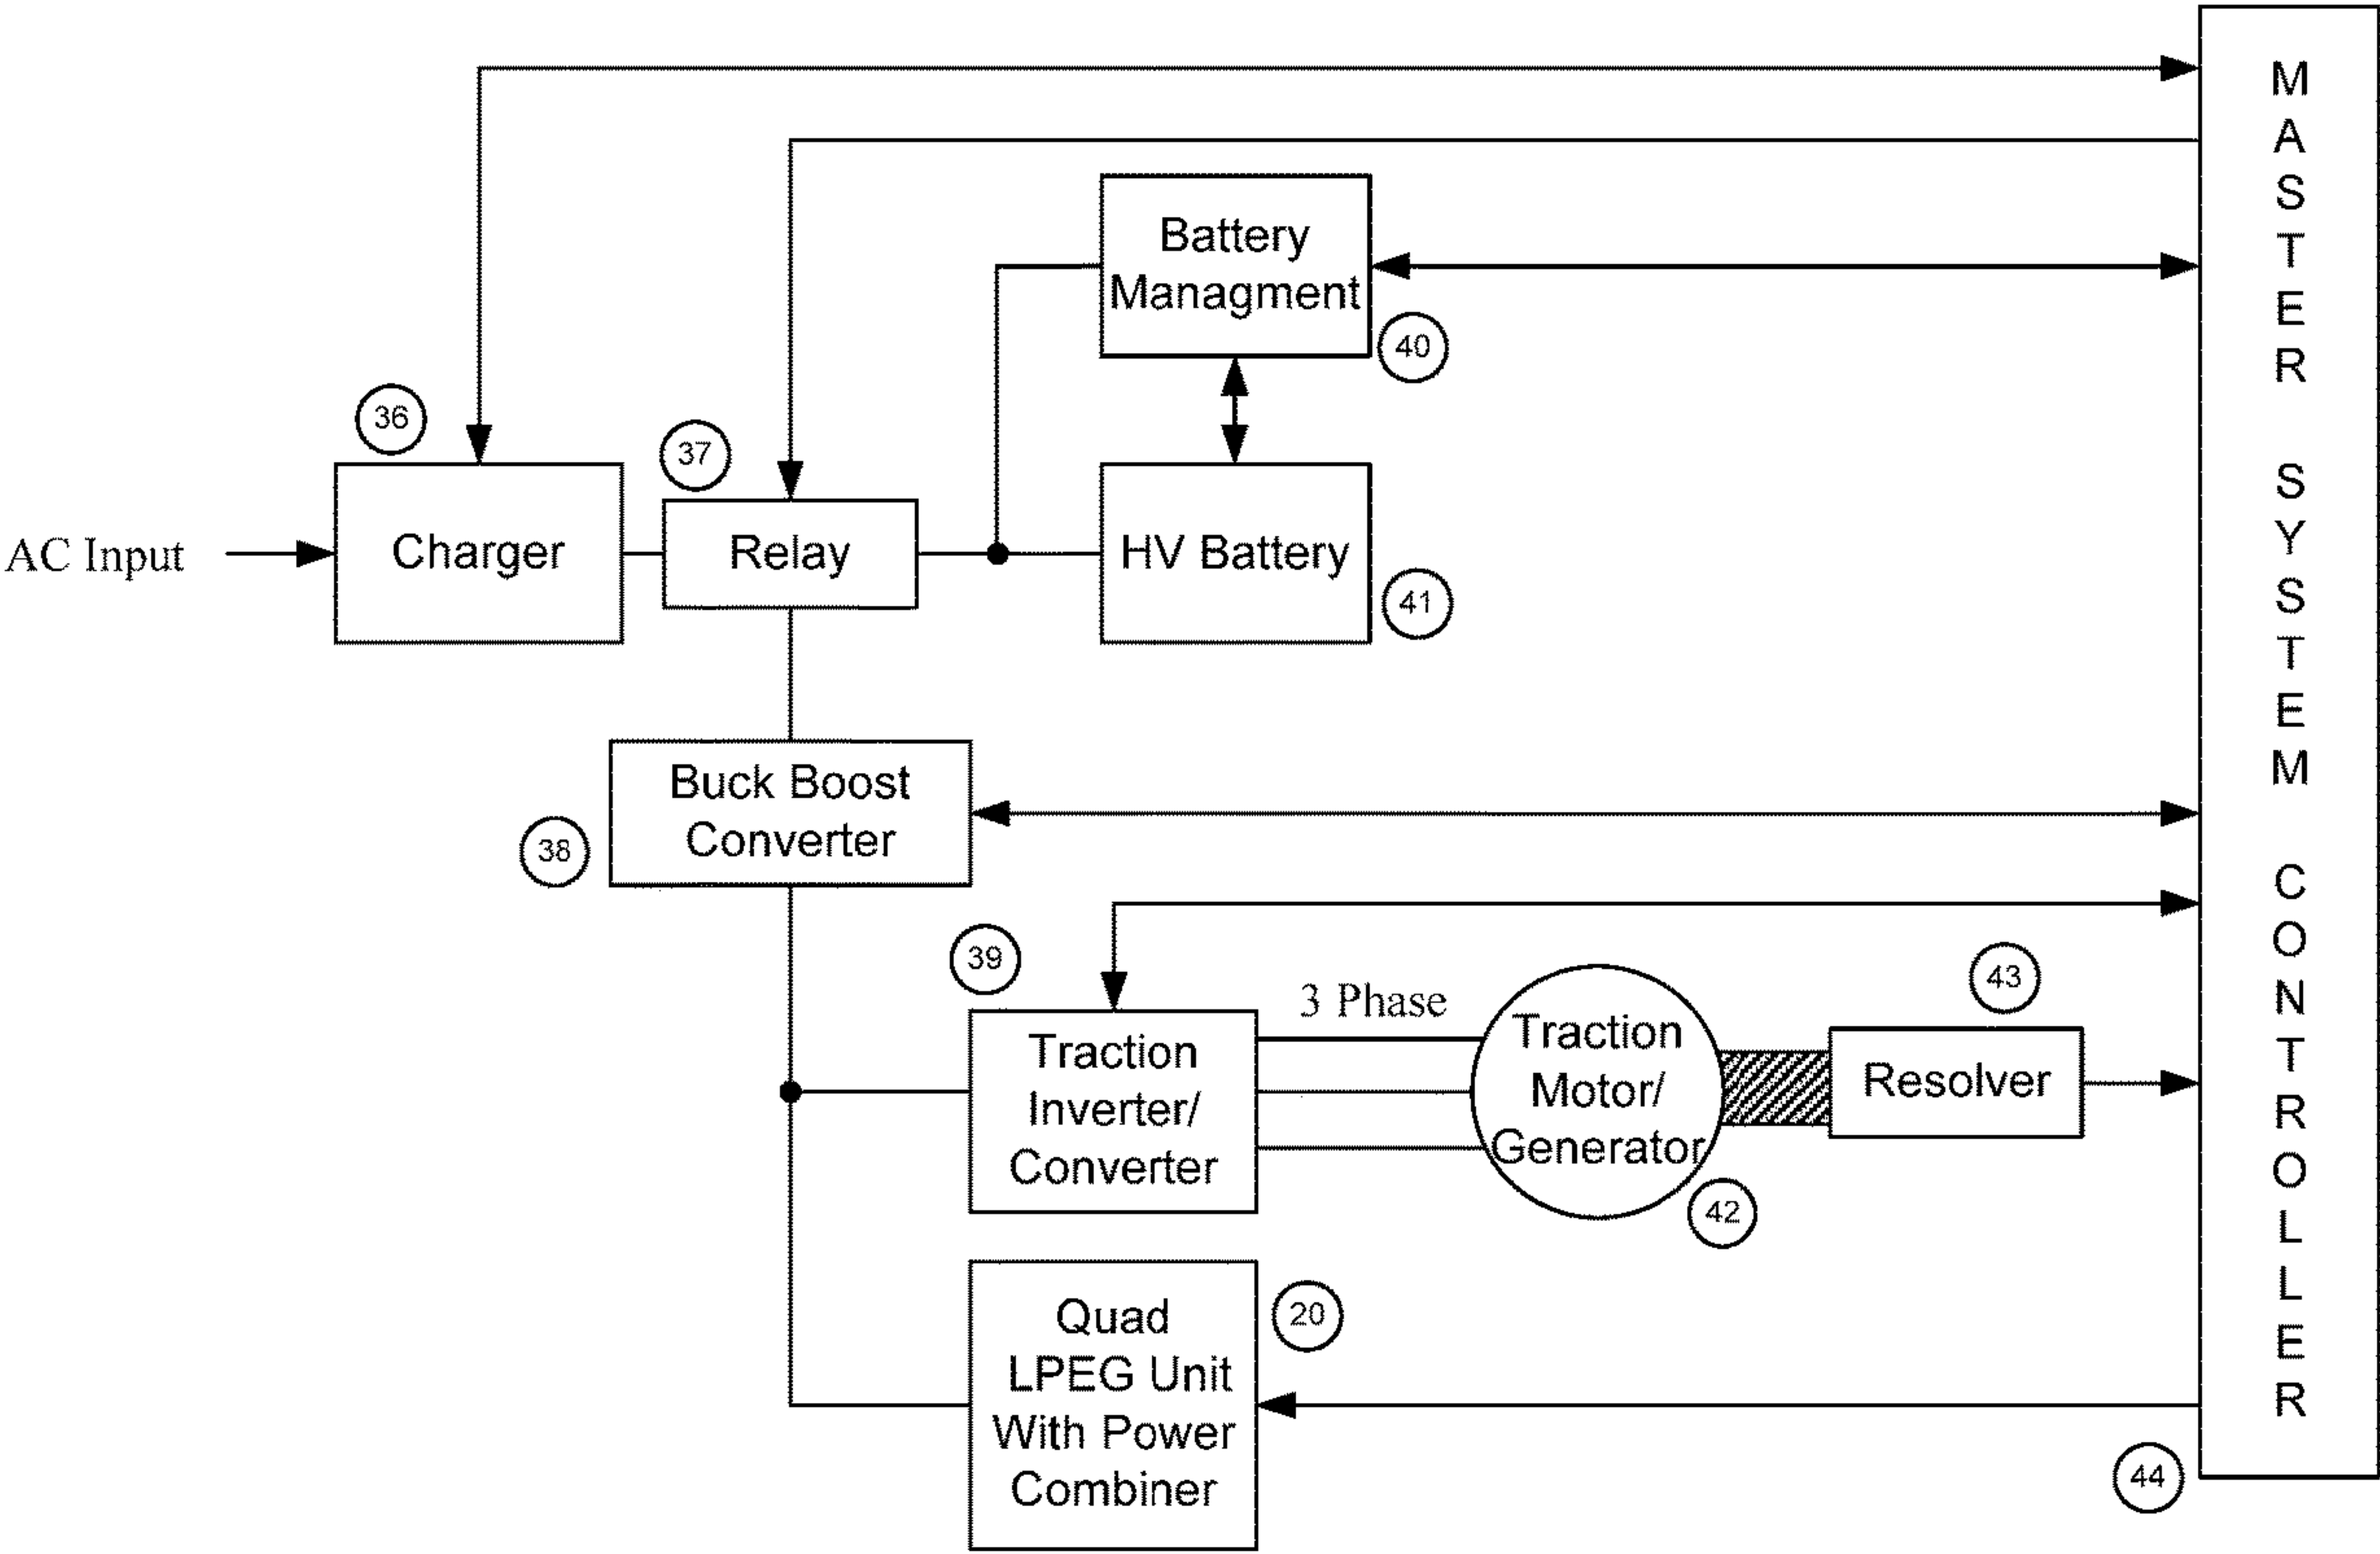 Battery
Managment
40
36
37
AC Input
Charger
Relay
HV Battery
41
Buck Boost
Converter
38
39
43
3 Phase
Traction
Inverter/
Converter
Traction
Motor/
Generator
Resolver
42
20
Quad
LPEG Unit
With Power
Combiner
MASTER SYSTEM CONTROLLER
44